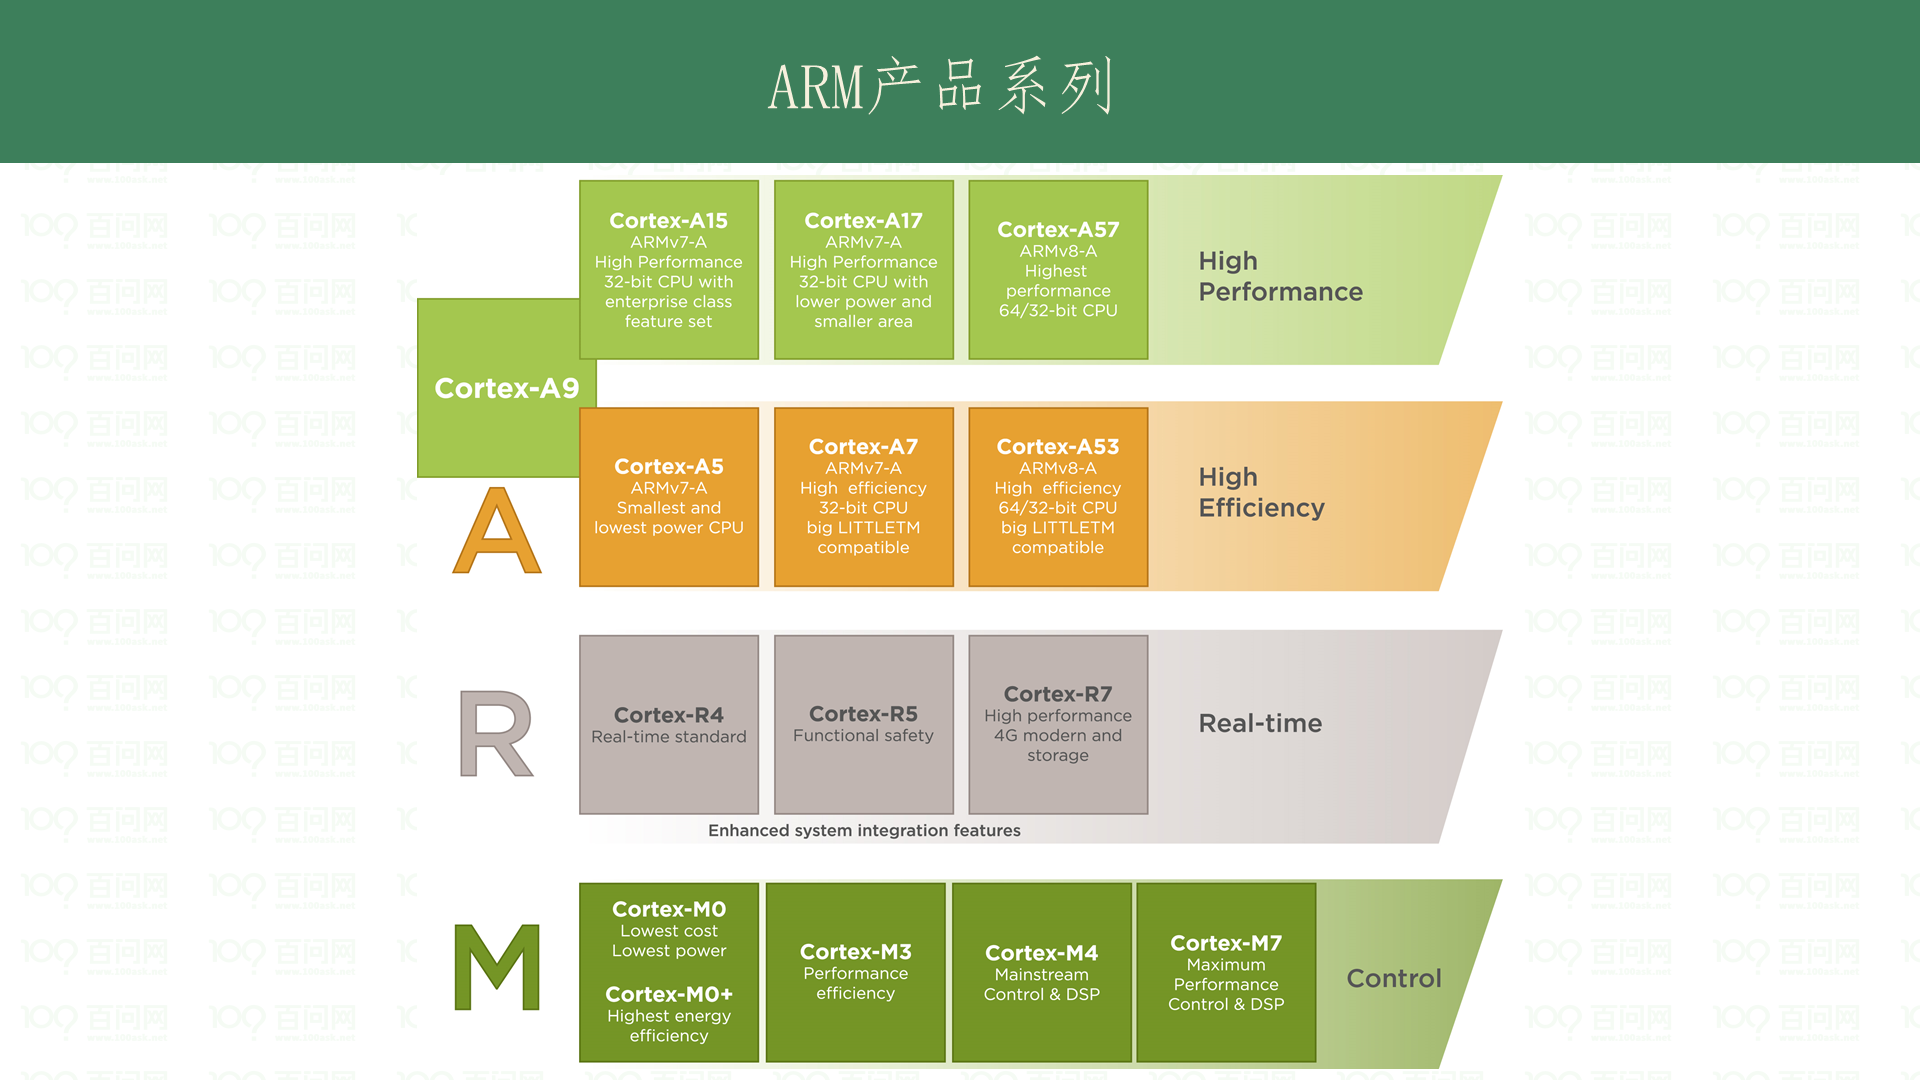 ARM产品系列
Cortex-A15
ARMv7-A
High Performance
32-bit CPU with
enterprise class
feature set
Cortex-A17
ARMv7-A
High Performance
32-bit CPU with
lower power and
smaller area
Cortex-A57
ARMv8-A
Highest
performance
64/32-bit CPU
High
Performance
Cortex-A9
A
Cortex-A5
ARMv7-A
Smallest and
lowest power CPU
Cortex-A7
ARMv7-A
High efficiency
32-bit CPU
big LITTLETM
compatible
Cortex-A53
ARMv8-A
High efficiency
64/32-bit CPU
big LITTLETM
compatible
High
Efficiency
R
Cortex-R4
Real-time standard
Cortex-R5
Functional safety
Cortex-R7
High performance
4G modern and
storage
Real-time
Enhanced system integration features
M
Cortex-M0
Lowest cost
Lowest power
Cortex-M0+
Highest energy
efficiency
Cortex-M3
Performance
efficiency
Cortex-M4
Mainstream
Control & DSP
Cortex-M7
Maximum
Performance
Control & DSP
Control
百问网
www.100ask.net